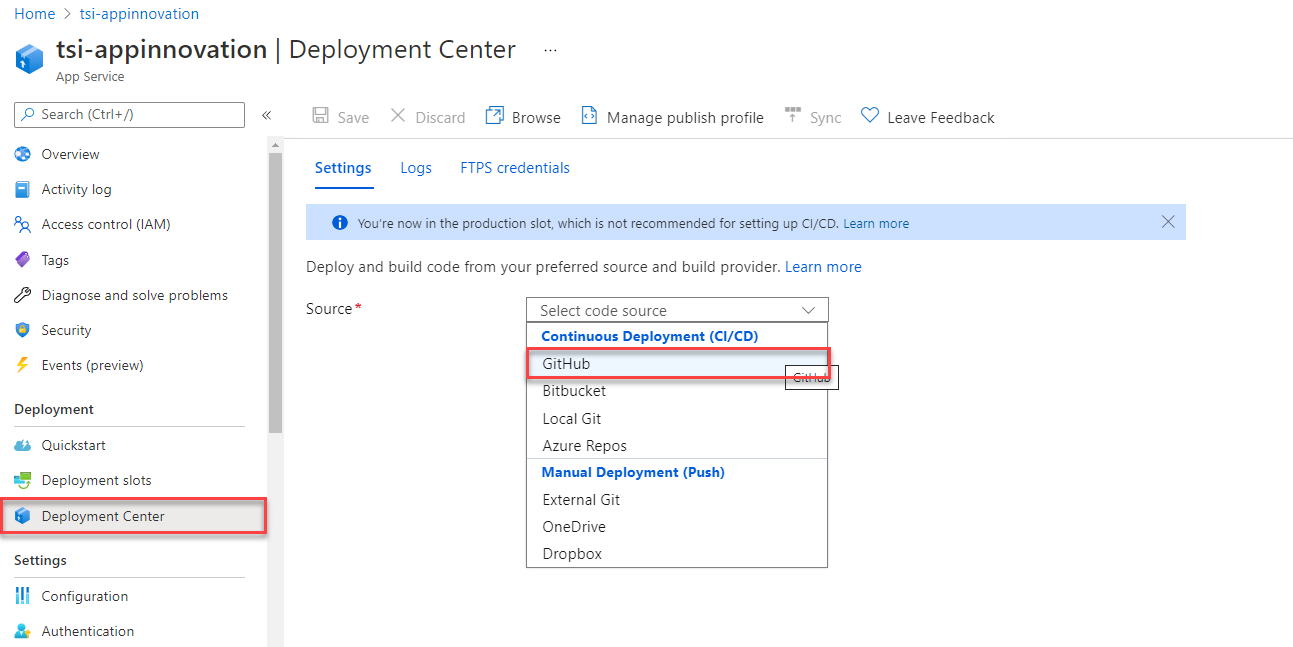 Home > tsi-appinnovation
tsi-appinnovation | Deployment Center ...
App Service
Search (Ctrl+/)
«
Save
Discard
Browse
Manage publish profile
Sync
Leave Feedback
Overview
Activity log
Access control (IAM)
Tags
Diagnose and solve problems
Security
Events (preview)
Deployment
Quickstart
Deployment slots
Deployment Center
Settings
Configuration
Authentication
Settings
Logs
FTPS credentials
You're now in the production slot, which is not recommended for setting up CI/CD. Learn more
Deploy and build code from your preferred source and build provider. Learn more
Source*
Select code source
Continuous Deployment (CI/CD)
GitHub
GitHub
Bitbucket
Local Git
Azure Repos
Manual Deployment (Push)
External Git
OneDrive
Dropbox